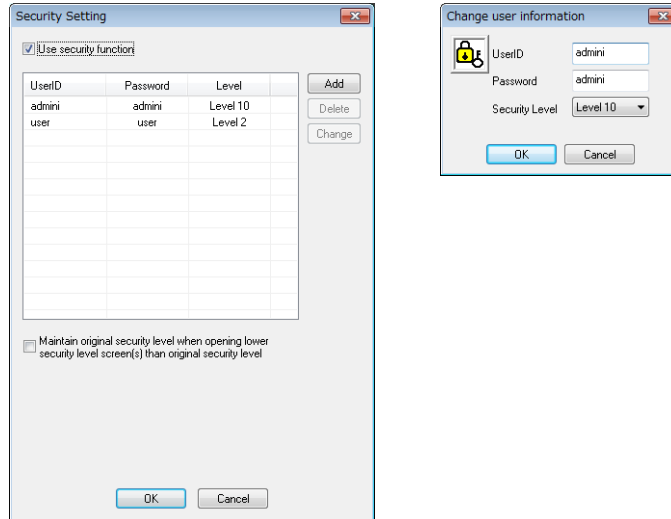 Security Setting
Use security function
UserID Password Level
admini admini Level 10
user user Level 2
Add
Delete
Change
Maintain original security level when opening lower
security level screen(s) than original security level
OK Cancel
Change user information
UserID admini
Password admini
Security Level Level 10
OK Cancel